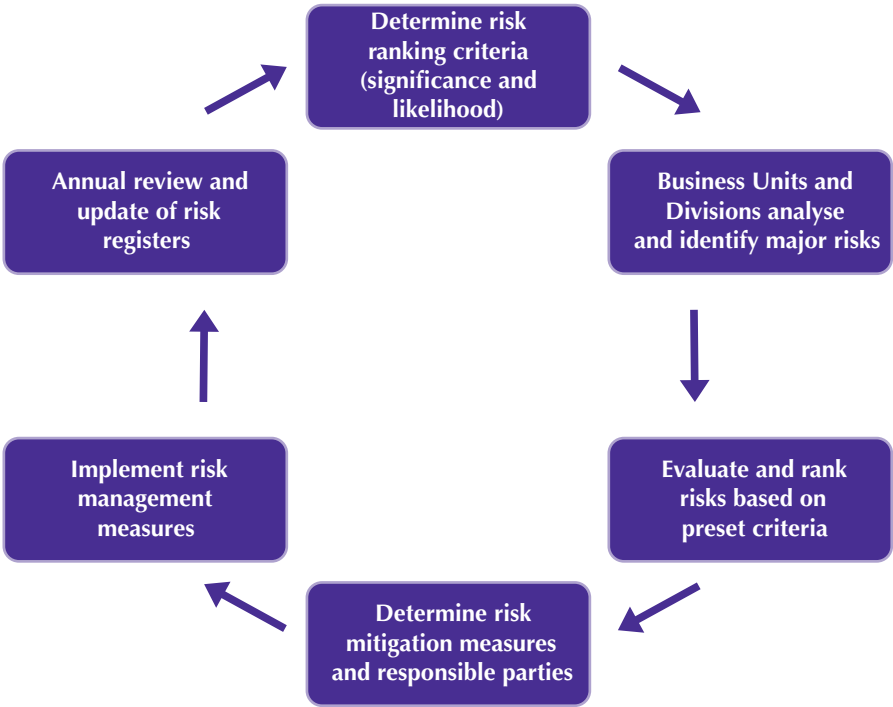 Determine risk
ranking criteria
(significance and
likelihood)
Business Units and
Divisions analyse
and identify major risks
Evaluate and rank
risks based on
preset criteria
Determine risk
mitigation measures
and responsible parties
Implement risk
management
measures
Annual review and
update of risk
registers